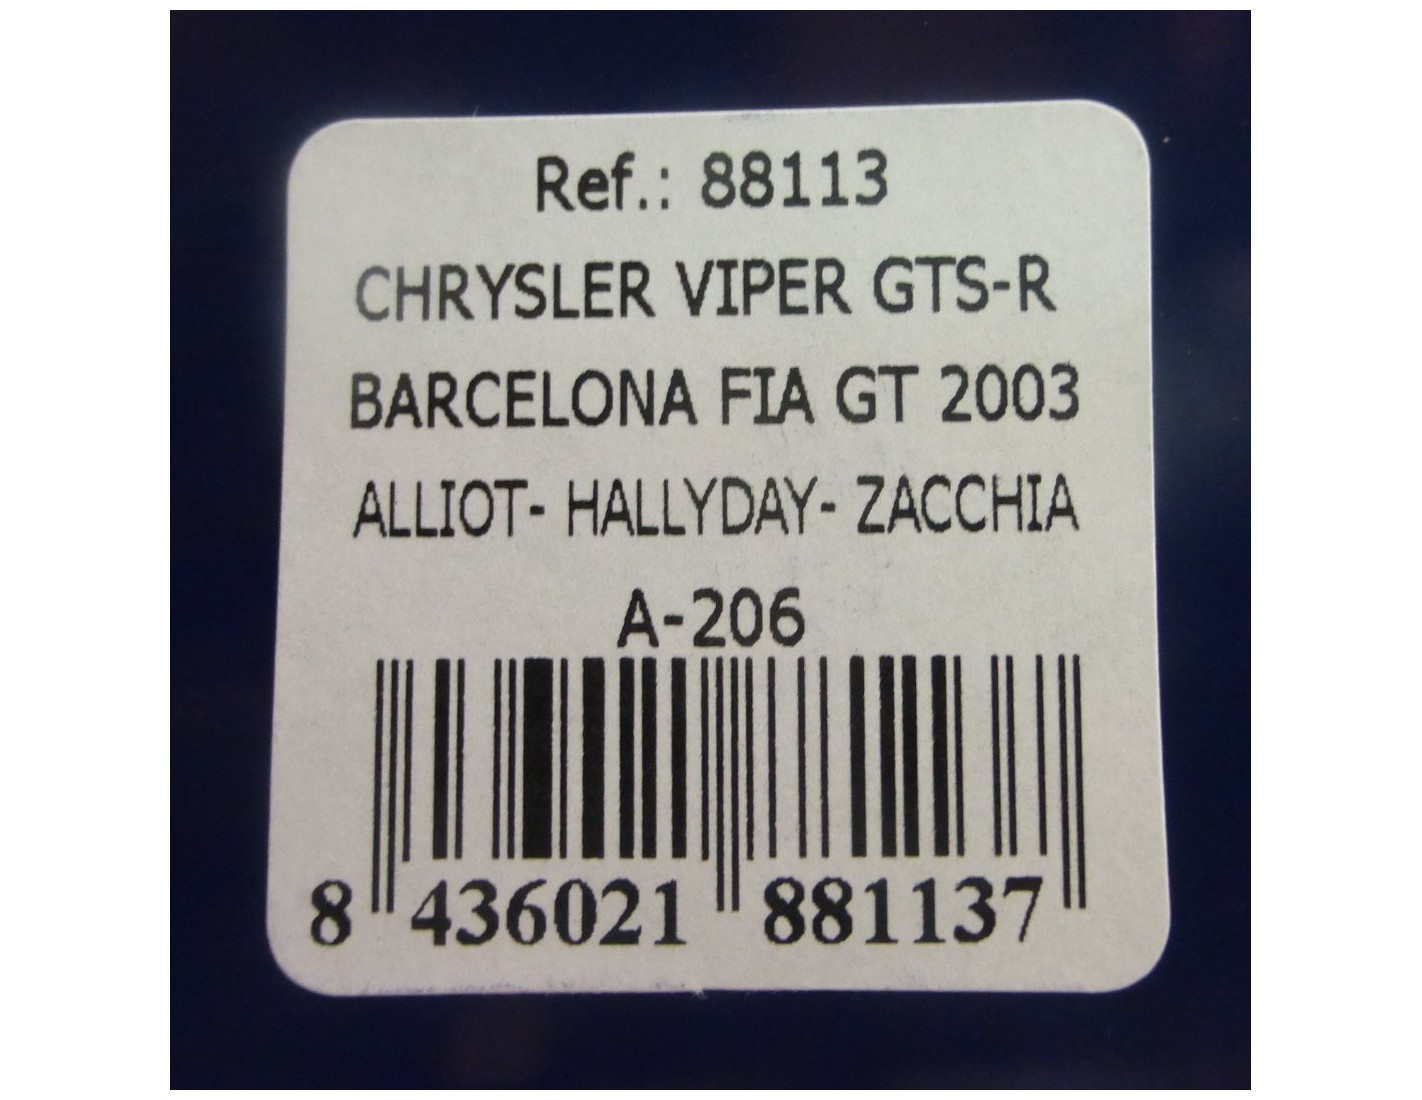 Ref.: 88113
CHRYSLER VIPER GTS-R
BARCELONA FIA GT 2003
ALLIOT- HALLYDAY- ZACCHIA
A-206
8 436021 881137